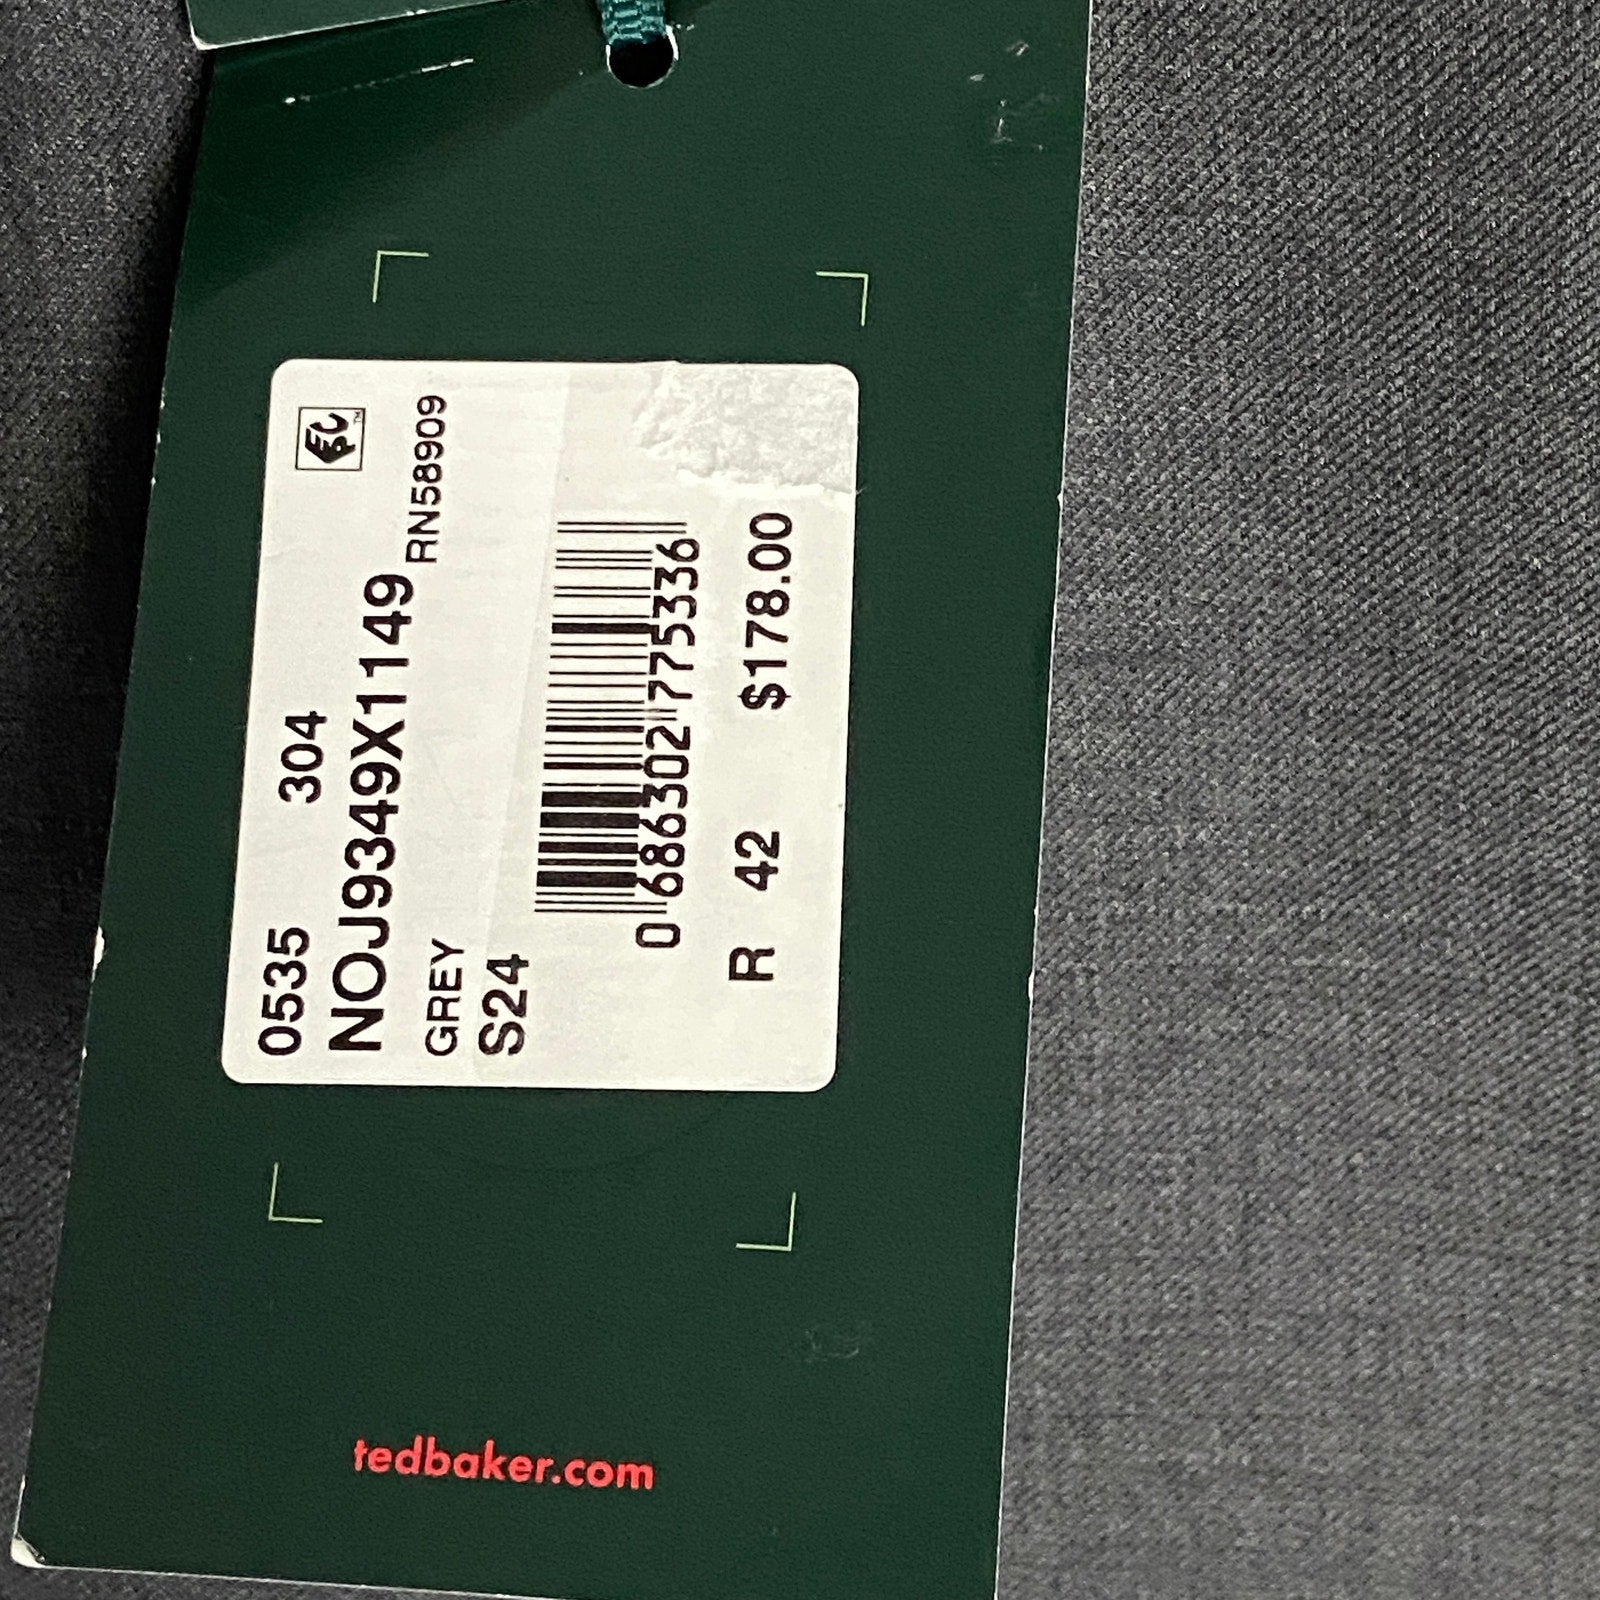 0535 304
NOJ9349X1149
RN58909
GREY
S24
0 686302 775336
R 42 $178.00
tedbaker.com